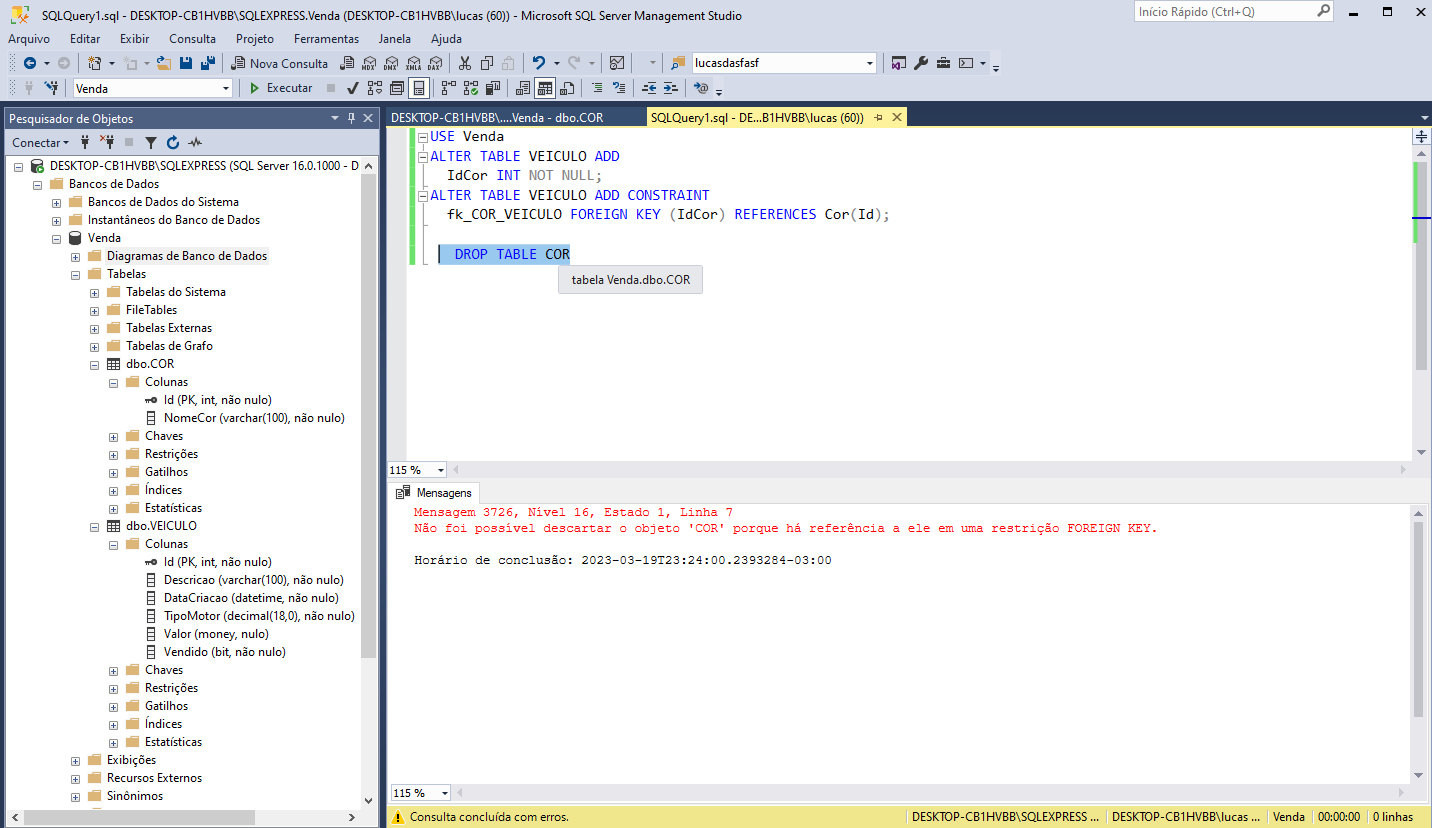 SQLQuery1.sql - DESKTOP-CB1HVBB\SQLEXPRESS.Venda (DESKTOP-CB1HVBB\lucas (60)) - Microsoft SQL Server Management Studio
Início Rápido (Ctrl+Q)
Arquivo Editar Exibir Consulta Projeto Ferramentas Janela Ajuda
Nova Consulta MDX DMX XMLA DAX lucasdasfasf
Venda Executar
Pesquisador de Objetos
Conectar
DESKTOP-CB1HVBB\SQLEXPRESS (SQL Server 16.0.1000 - D
Bancos de Dados
Bancos de Dados do Sistema
Instantâneos do Banco de Dados
Venda
Diagramas de Banco de Dados
Tabelas
Tabelas do Sistema
FileTables
Tabelas Externas
Tabelas de Grafo
dbo.COR
Colunas
Id (PK, int, não nulo)
NomeCor (varchar(100), não nulo)
Chaves
Restrições
Gatilhos
Índices
Estatísticas
dbo.VEICULO
Colunas
Id (PK, int, não nulo)
Descricao (varchar(100), não nulo)
DataCriacao (datetime, não nulo)
TipoMotor (decimal(18,0), não nulo)
Valor (money, nulo)
Vendido (bit, não nulo)
Chaves
Restrições
Gatilhos
Índices
Estatísticas
Exibições
Recursos Externos
Sinônimos
DESKTOP-CB1HVBB\....Venda - dbo.COR
SQLQuery1.sql - DE...B1HVBB\lucas (60))
USE Venda
ALTER TABLE VEICULO ADD
IdCor INT NOT NULL;
ALTER TABLE VEICULO ADD CONSTRAINT
fk_COR_VEICULO FOREIGN KEY (IdCor) REFERENCES Cor(Id);
DROP TABLE COR
tabela Venda.dbo.COR
115 %
Mensagens
Mensagem 3726, Nível 16, Estado 1, Linha 7
Não foi possível descartar o objeto 'COR' porque há referência a ele em uma restrição FOREIGN KEY.
Horário de conclusão: 2023-03-19T23:24:00.2393284-03:00
115 %
Consulta concluída com erros.
DESKTOP-CB1HVBB\SQLEXPRESS ... DESKTOP-CB1HVBB\lucas ... Venda 00:00:00 0 linhas